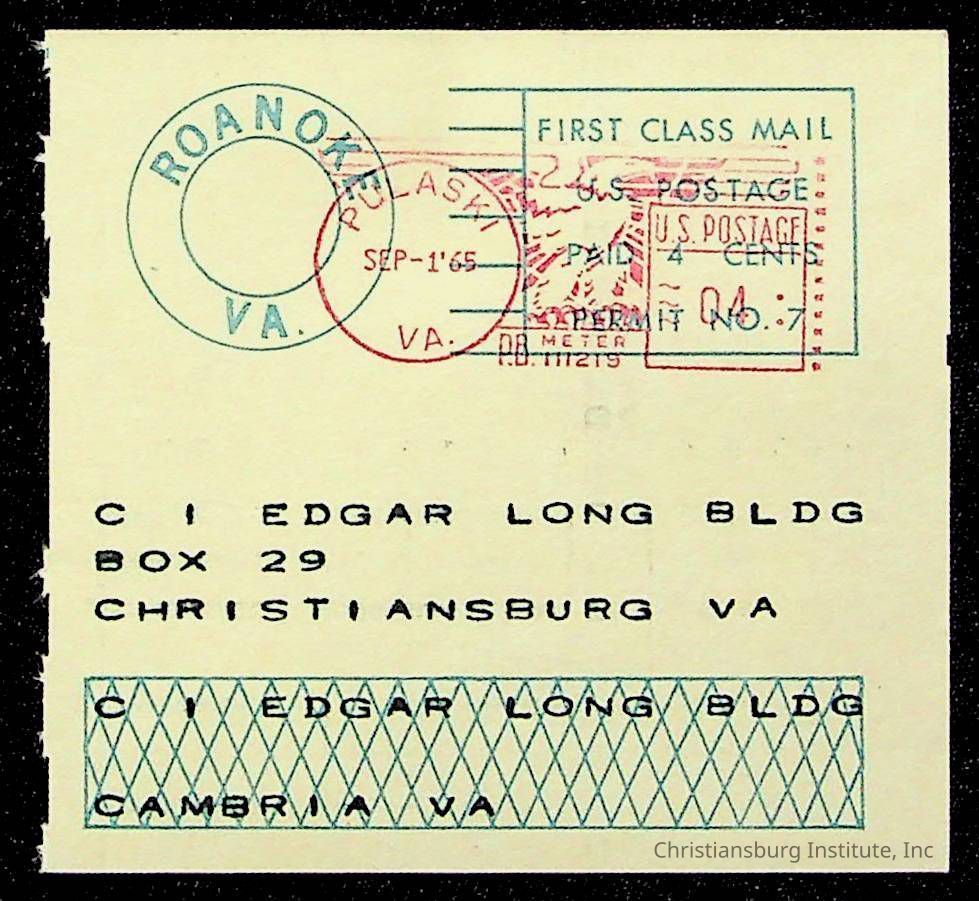 ROANOKE
VA.
FIRST CLASS MAIL
U.S. POSTAGE
PAID 4 CENTS
PERMIT NO. 7
PULASKI
SEP-1'65
VA.
U.S. POSTAGE
04
P.B. METER
111219
C I EDGAR LONG BLDG
BOX 29
CHRISTIANSBURG VA
C I EDGAR LONG BLDG
CAMBRIA VA
Christiansburg Institute, Inc